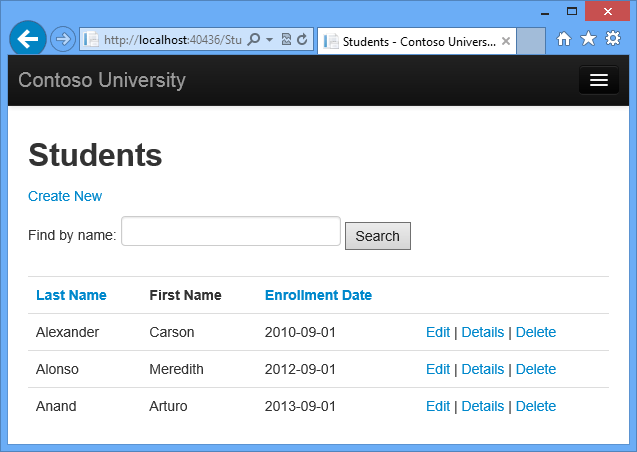 http://localhost:40436/Stu
Students - Contoso Univers...
Contoso University
Students
Create New
Find by name: Search
Last Name First Name Enrollment Date
Alexander Carson 2010-09-01 Edit | Details | Delete
Alonso Meredith 2012-09-01 Edit | Details | Delete
Anand Arturo 2013-09-01 Edit | Details | Delete